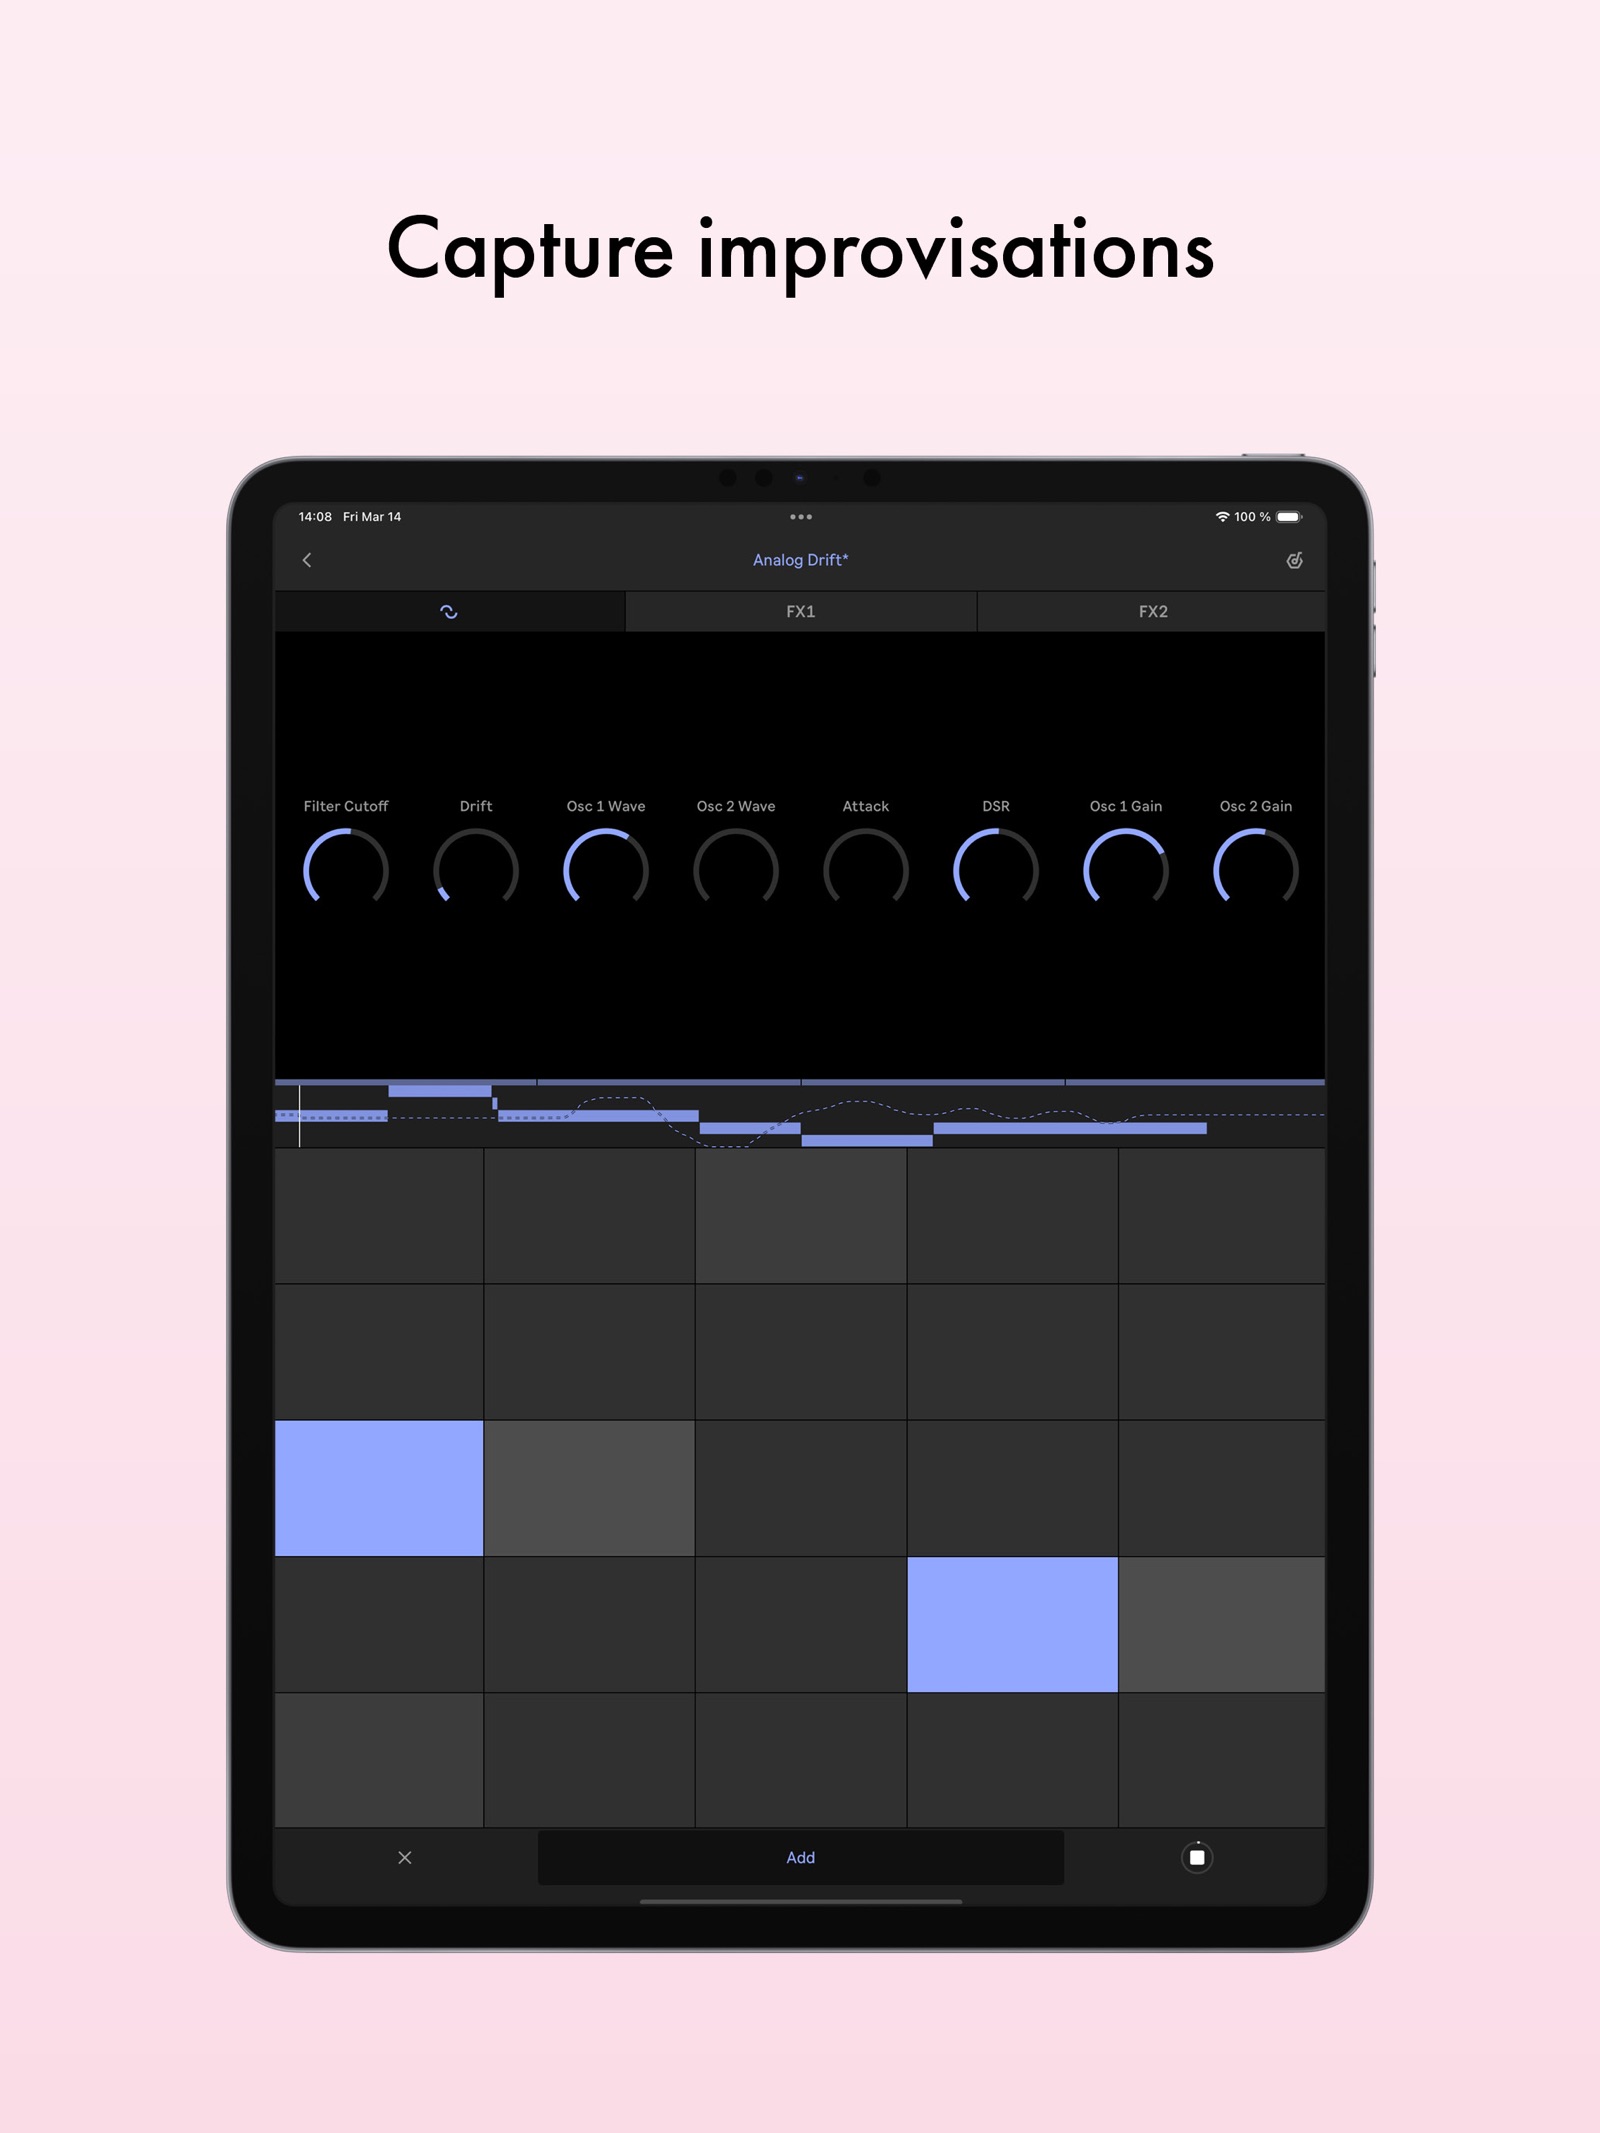 Capture improvisations
14:08 Fri Mar 14
100 %
Analog Drift*
FX1
FX2
Filter Cutoff
Drift
Osc 1 Wave
Osc 2 Wave
Attack
DSR
Osc 1 Gain
Osc 2 Gain
Add